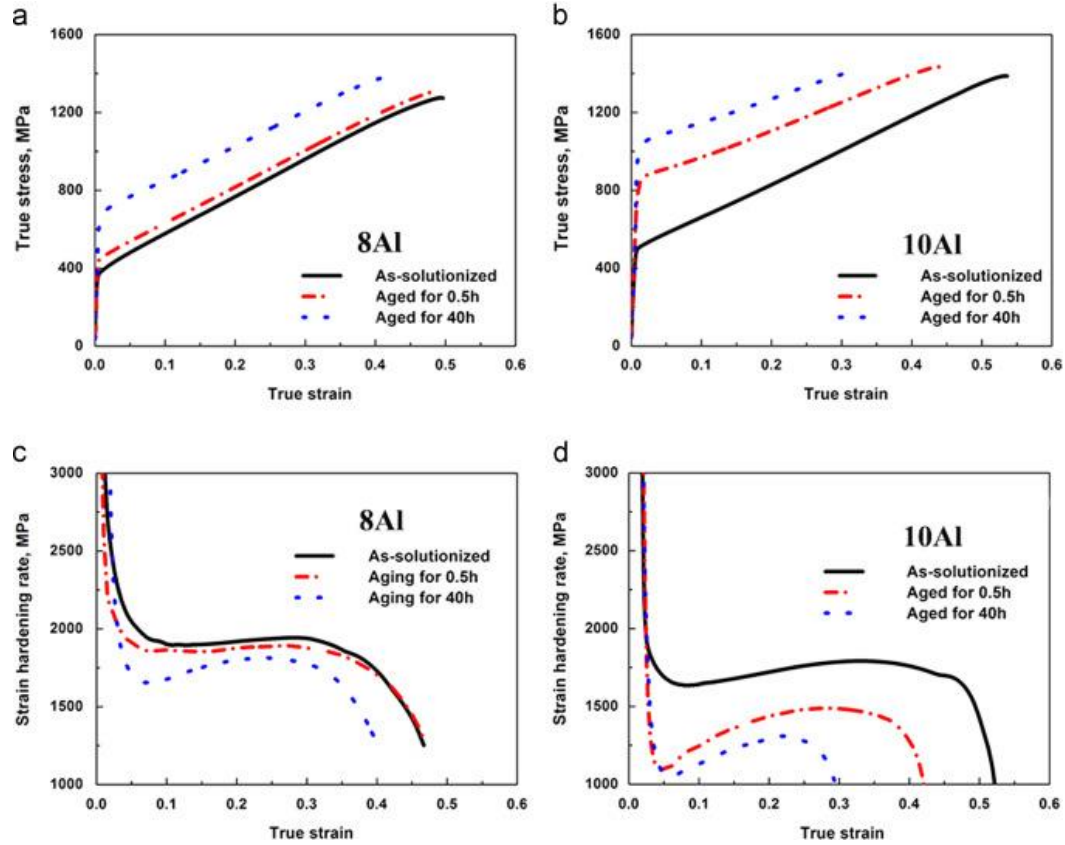 a
1600
1200
800
400
0
True stress, MPa
8Al
As-solutionized
Aged for 0.5h
Aged for 40h
0.0 0.1 0.2 0.3 0.4 0.5 0.6
True strain
b
1600
1200
800
400
0
True stress, MPa
10Al
As-solutionized
Aged for 0.5h
Aged for 40h
0.0 0.1 0.2 0.3 0.4 0.5 0.6
True strain
c
3000
2500
2000
1500
1000
Strain hardening rate, MPa
8Al
As-solutionized
Aging for 0.5h
Aging for 40h
0.0 0.1 0.2 0.3 0.4 0.5 0.6
True strain
d
3000
2500
2000
1500
1000
Strain hardening rate, MPa
10Al
As-solutionized
Aged for 0.5h
Aged for 40h
0.0 0.1 0.2 0.3 0.4 0.5 0.6
True strain